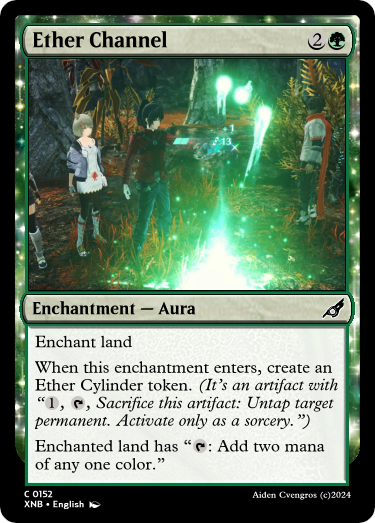 Ether Channel 2
Enchantment — Aura
Enchant land
When this enchantment enters, create an
Ether Cylinder token. (It's an artifact with
“1, , Sacrifice this artifact: Untap target
permanent. Activate only as a sorcery.”)
Enchanted land has “: Add two mana
of any one color.”
C 0152
XNB • English
Aiden Cvengros (c)2024